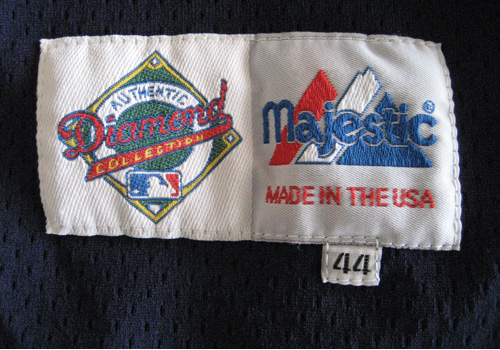 AUTHENTIC
Diamond
COLLECTION
Majestic®
MADE IN THE USA
44